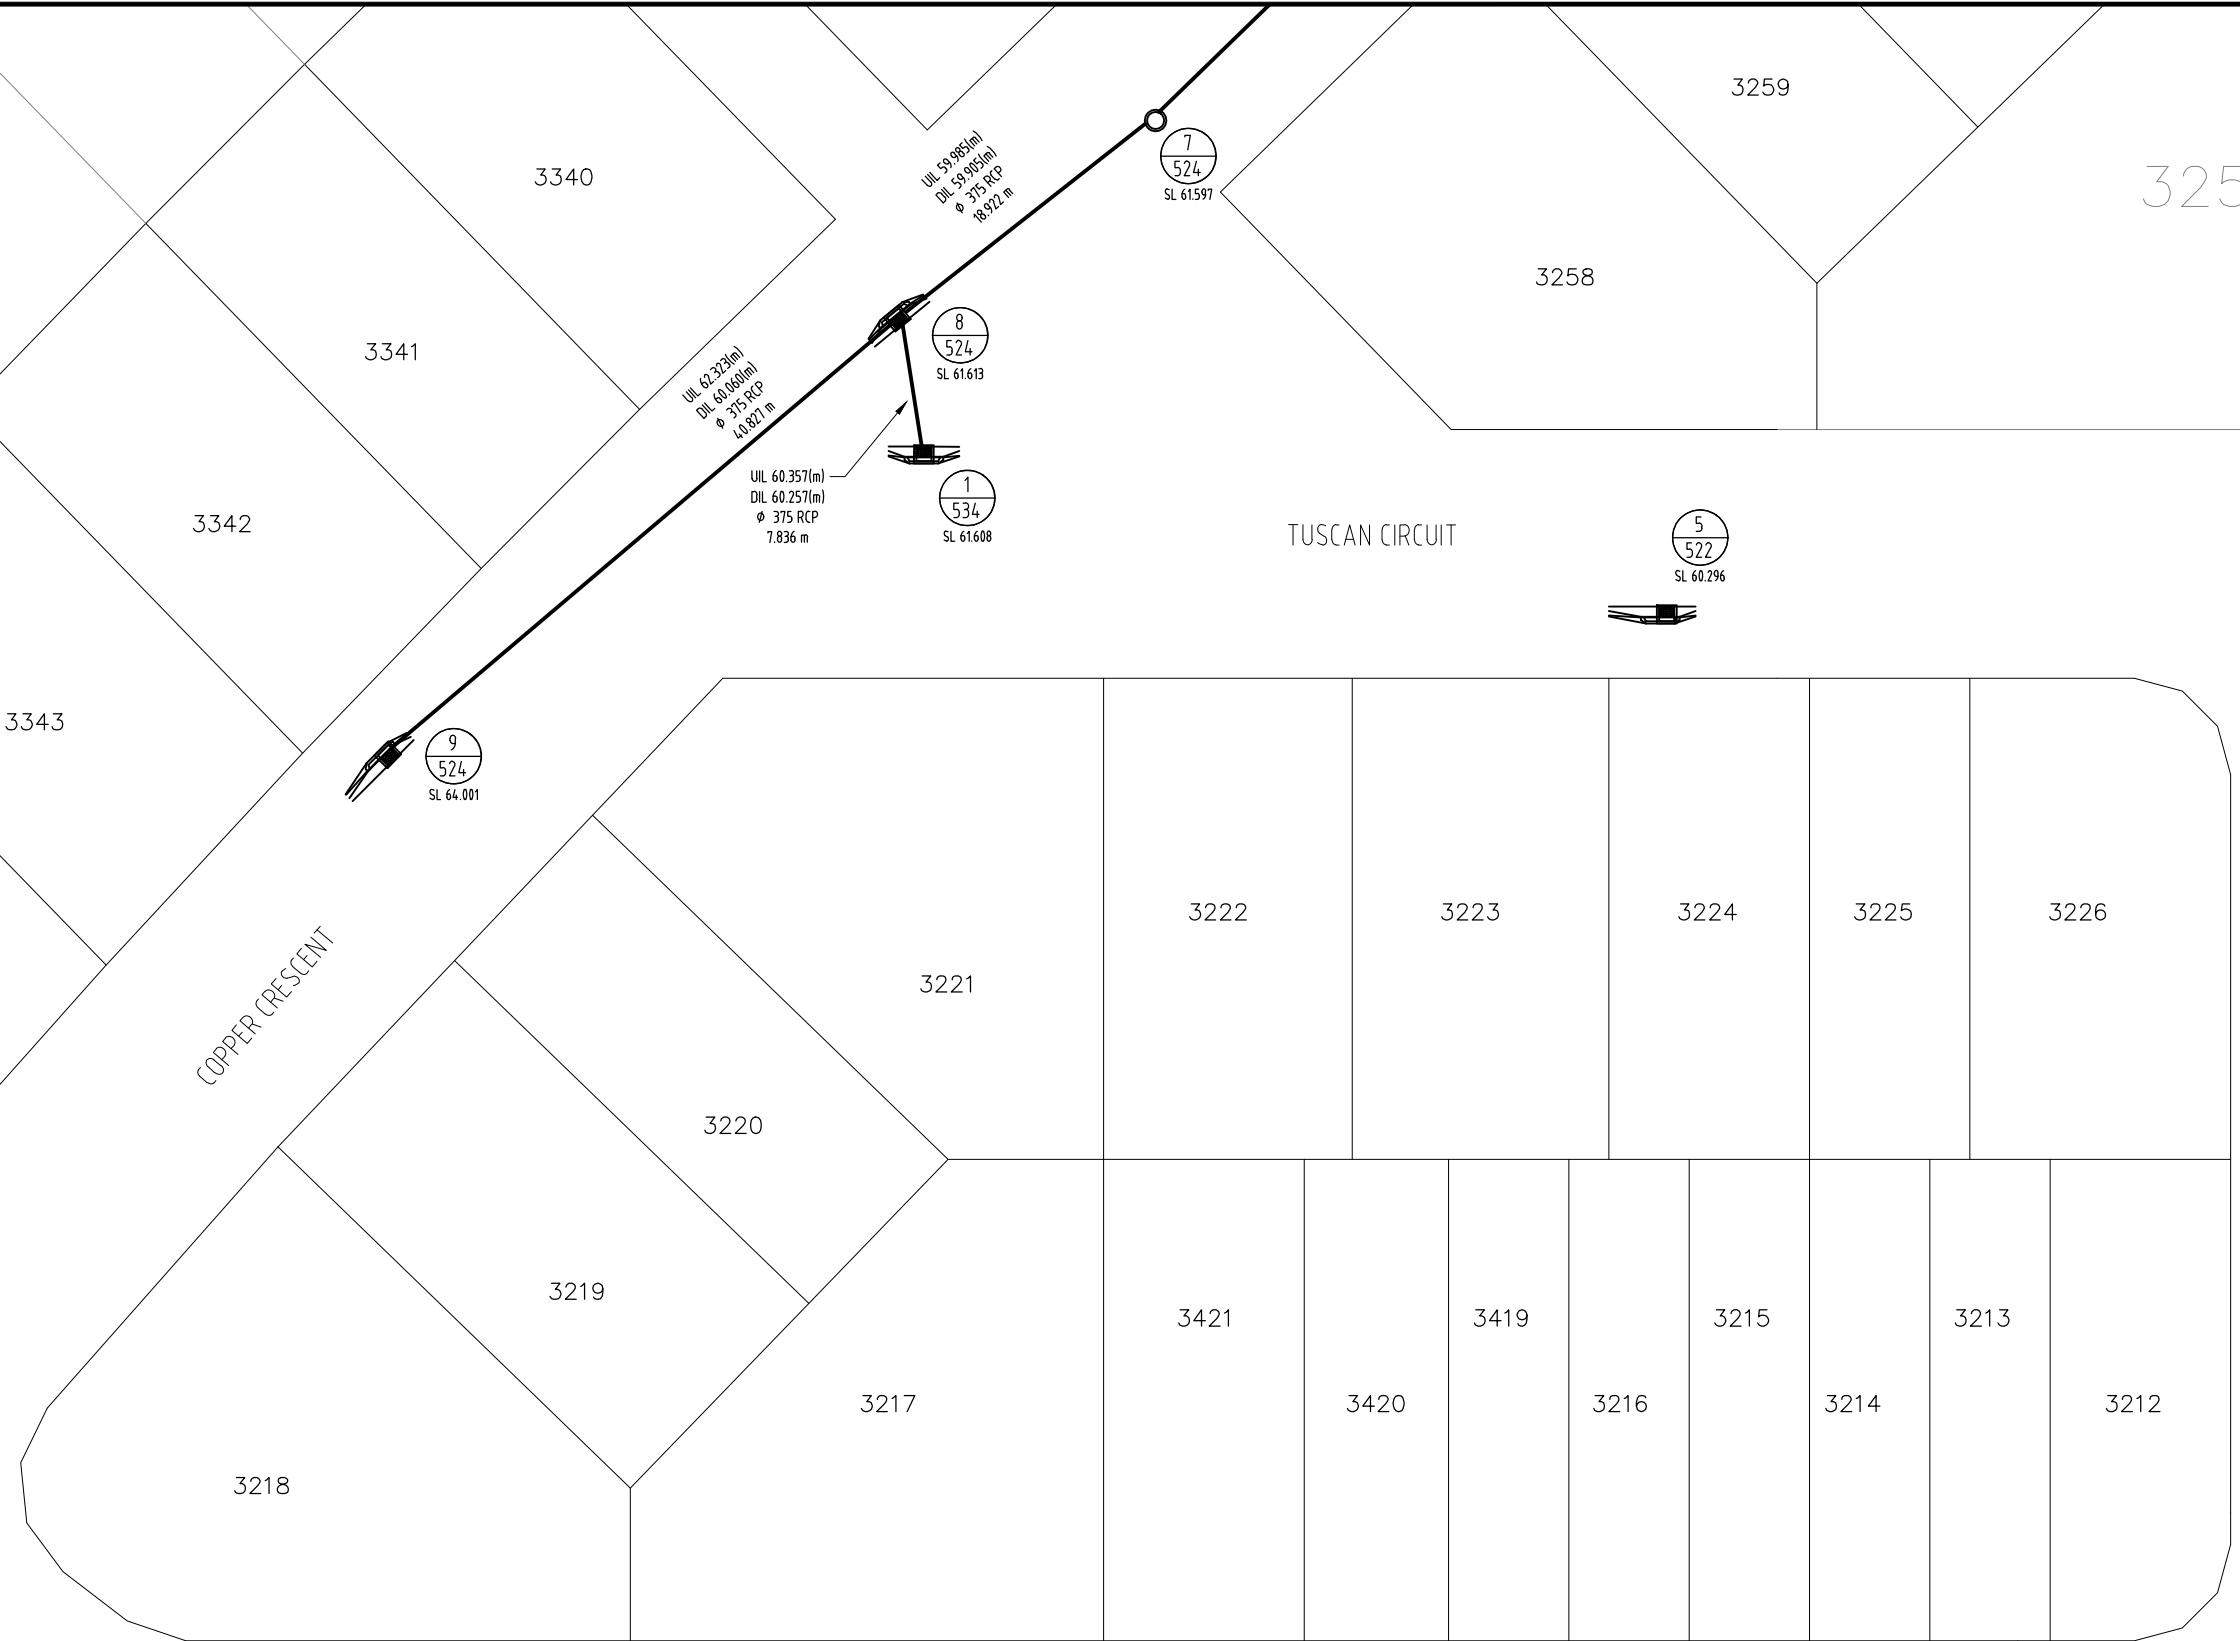 3259
UIL 59.985(m)
DIL 59.905(m)
ϕ 375 RCP
18.922 m
7
524
SL 61.597
3340
325
3258
8
524
SL 61.613
3341
UIL 62.323(m)
DIL 60.060(m)
ϕ 375 RCP
40.827 m
UIL 60.357(m)
DIL 60.257(m)
ϕ 375 RCP
7.836 m
1
534
SL 61.608
3342
TUSCAN CIRCUIT
5
522
SL 60.296
3343
9
524
SL 64.001
3222
3223
3224
3225
3226
3221
COPPER CRESCENT
3220
3219
3421
3419
3215
3213
3217
3420
3216
3214
3212
3218